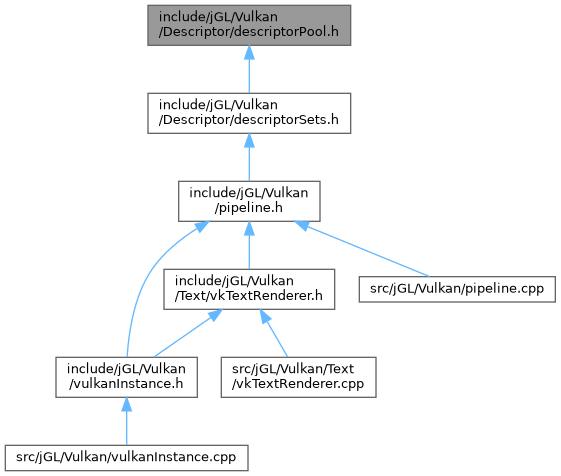 include/jGL/Vulkan
/Descriptor/descriptorPool.h
include/jGL/Vulkan
/Descriptor/descriptorSets.h
include/jGL/Vulkan
/pipeline.h
include/jGL/Vulkan
/Text/vkTextRenderer.h
src/jGL/Vulkan/pipeline.cpp
include/jGL/Vulkan
/vulkanInstance.h
src/jGL/Vulkan/Text
/vkTextRenderer.cpp
src/jGL/Vulkan/vulkanInstance.cpp